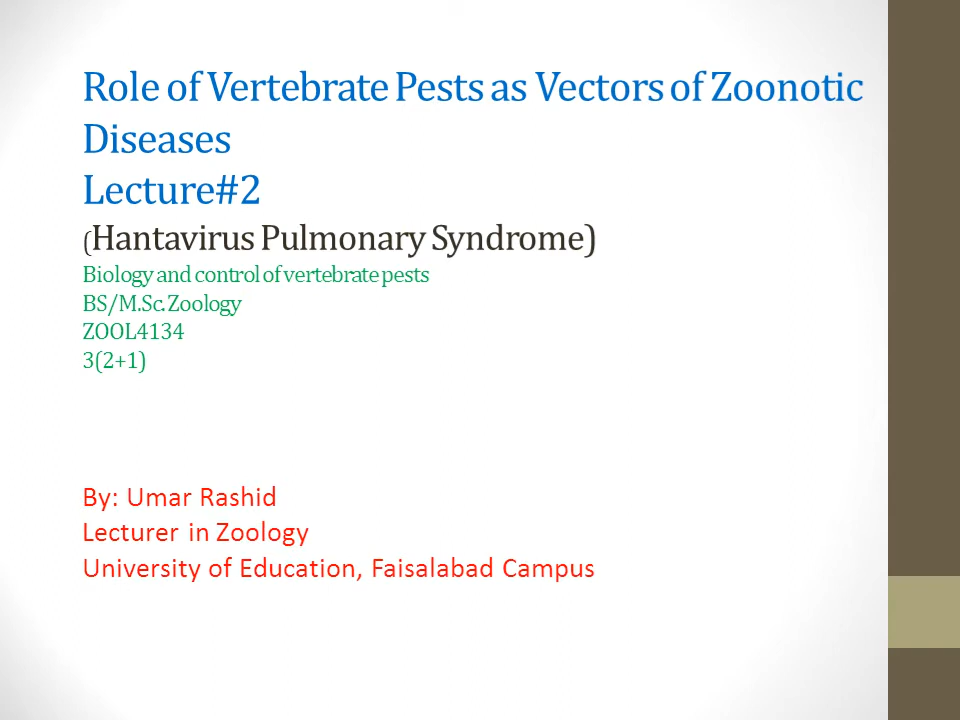 Role of Vertebrate Pests as Vectors of Zoonotic
Diseases
Lecture#2
(Hantavirus Pulmonary Syndrome)
Biology and control of vertebrate pests
BS/M.Sc. Zoology
ZOOL4134
3(2+1)
By: Umar Rashid
Lecturer in Zoology
University of Education, Faisalabad Campus